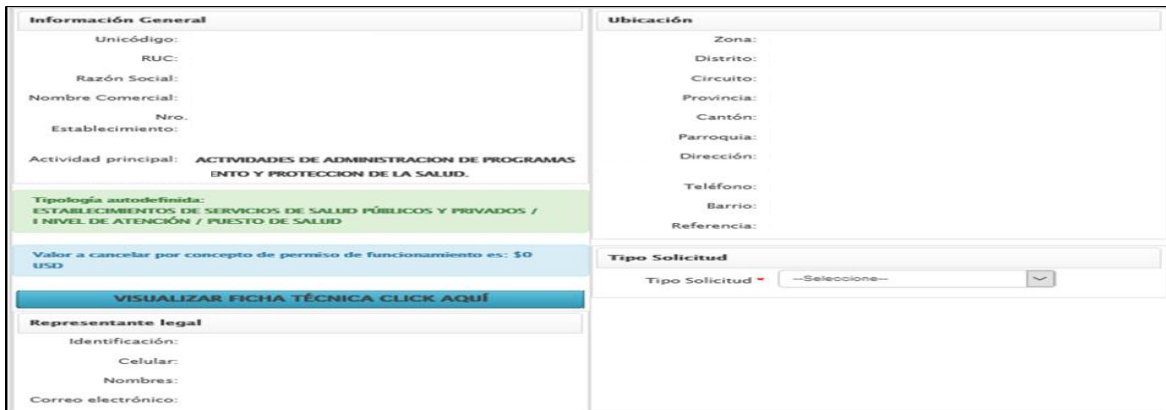 Información General
Unicódigo:
RUC:
Razón Social:
Nombre Comercial:
Nro.
Establecimiento:
Actividad principal: ACTIVIDADES DE ADMINISTRACION DE PROGRAMAS
ENTO Y PROTECCION DE LA SALUD.
Tipología autodefinida:
ESTABLECIMIENTOS DE SERVICIOS DE SALUD PÚBLICOS Y PRIVADOS /
I NIVEL DE ATENCIÓN / PUESTO DE SALUD
Valor a cancelar por concepto de permiso de funcionamiento es: $0
USD
VISUALIZAR FICHA TÉCNICA CLICK AQUÍ
Representante legal
Identificación:
Celular:
Nombres:
Correo electrónico:
Ubicación
Zona:
Distrito:
Circuito:
Provincia:
Cantón:
Parroquia:
Dirección:
Teléfono:
Barrio:
Referencia:
Tipo Solicitud
Tipo Solicitud * --Seleccione--